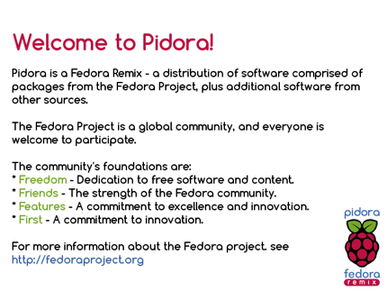 Welcome to Pidora!
Pidora is a Fedora Remix - a distribution of software comprised of
packages from the Fedora Project, plus additional software from
other sources.
The Fedora Project is a global community, and everyone is
welcome to participate.
The community's foundations are:
* Freedom - Dedication to free software and content.
* Friends - The strength of the Fedora community.
* Features - A commitment to excellence and innovation.
* First - A commitment to innovation.
For more information about the Fedora project. see
http://fedoraproject.org
pidora
fedora
remix